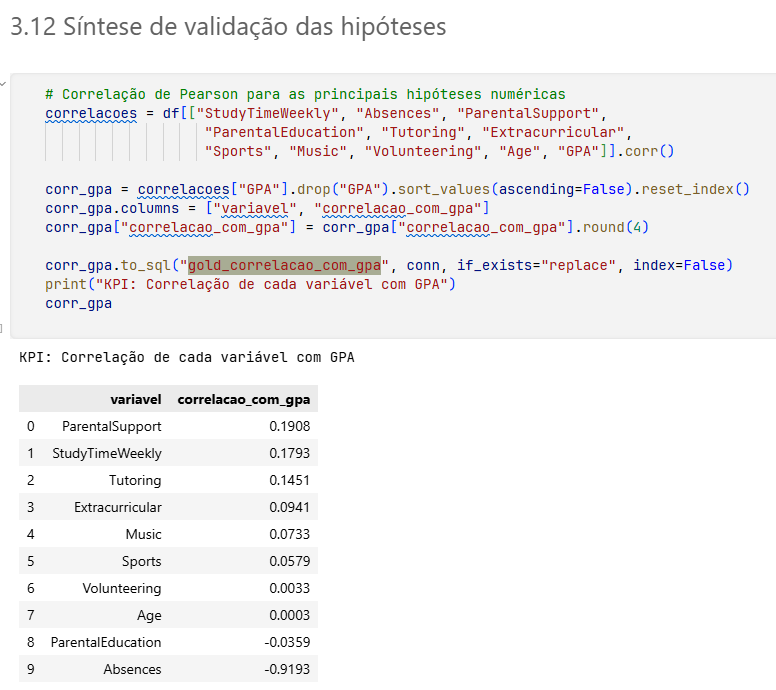 3.12 Síntese de validação das hipóteses
# Correlação de Pearson para as principais hipóteses numéricas
correlacoes = df[["StudyTimeWeekly", "Absences", "ParentalSupport",
"ParentalEducation", "Tutoring", "Extracurricular",
"Sports", "Music", "Volunteering", "Age", "GPA"]].corr()
corr_gpa = correlacoes["GPA"].drop("GPA").sort_values(ascending=False).reset_index()
corr_gpa.columns = ["variavel", "correlacao_com_gpa"]
corr_gpa["correlacao_com_gpa"] = corr_gpa["correlacao_com_gpa"].round(4)
corr_gpa.to_sql("gold_correlacao_com_gpa", conn, if_exists="replace", index=False)
print("KPI: Correlação de cada variável com GPA")
corr_gpa
]
KPI: Correlação de cada variável com GPA
variavel correlacao_com_gpa
0 ParentalSupport 0.1908
1 StudyTimeWeekly 0.1793
2 Tutoring 0.1451
3 Extracurricular 0.0941
4 Music 0.0733
5 Sports 0.0579
6 Volunteering 0.0033
7 Age 0.0003
8 ParentalEducation -0.0359
9 Absences -0.9193